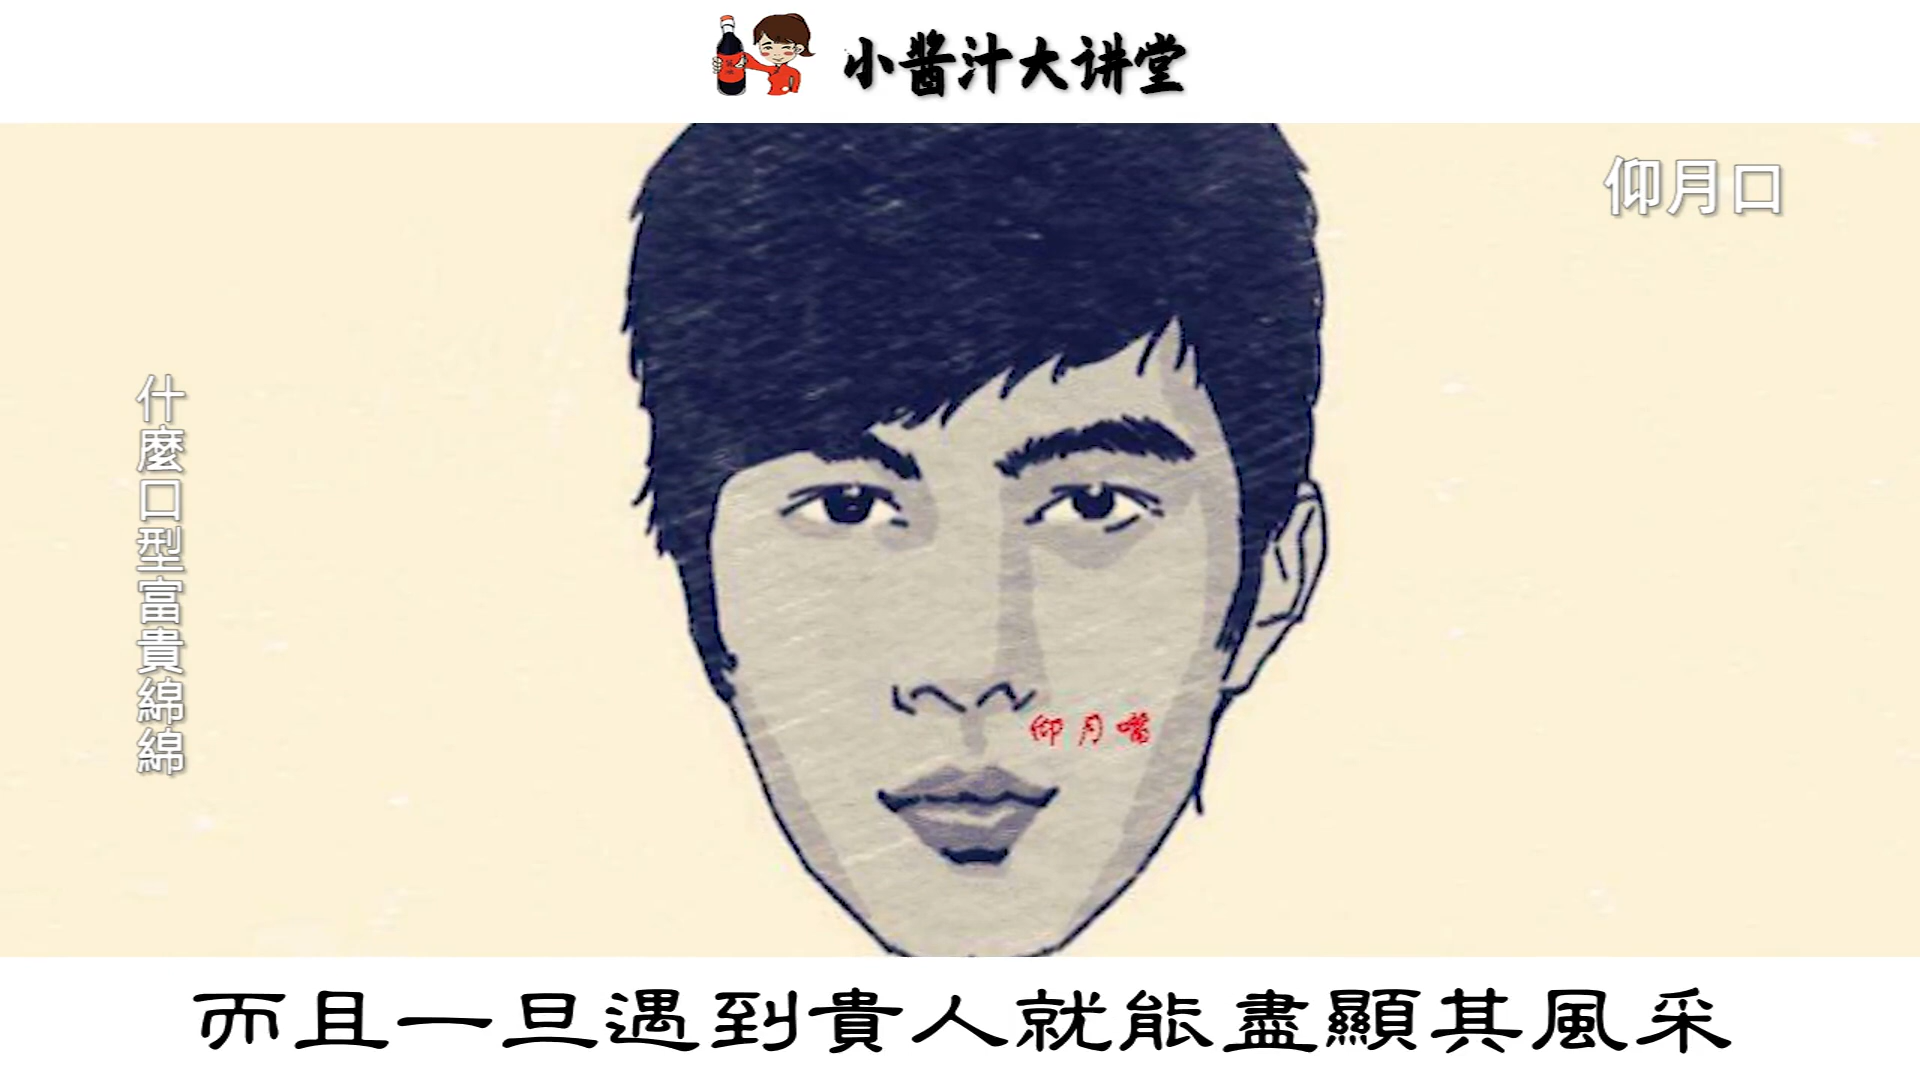 小酱汁大讲堂
仰月口
什麼口型富貴綿綿
仰月嘴
而且一旦遇到貴人就能盡顯其風采